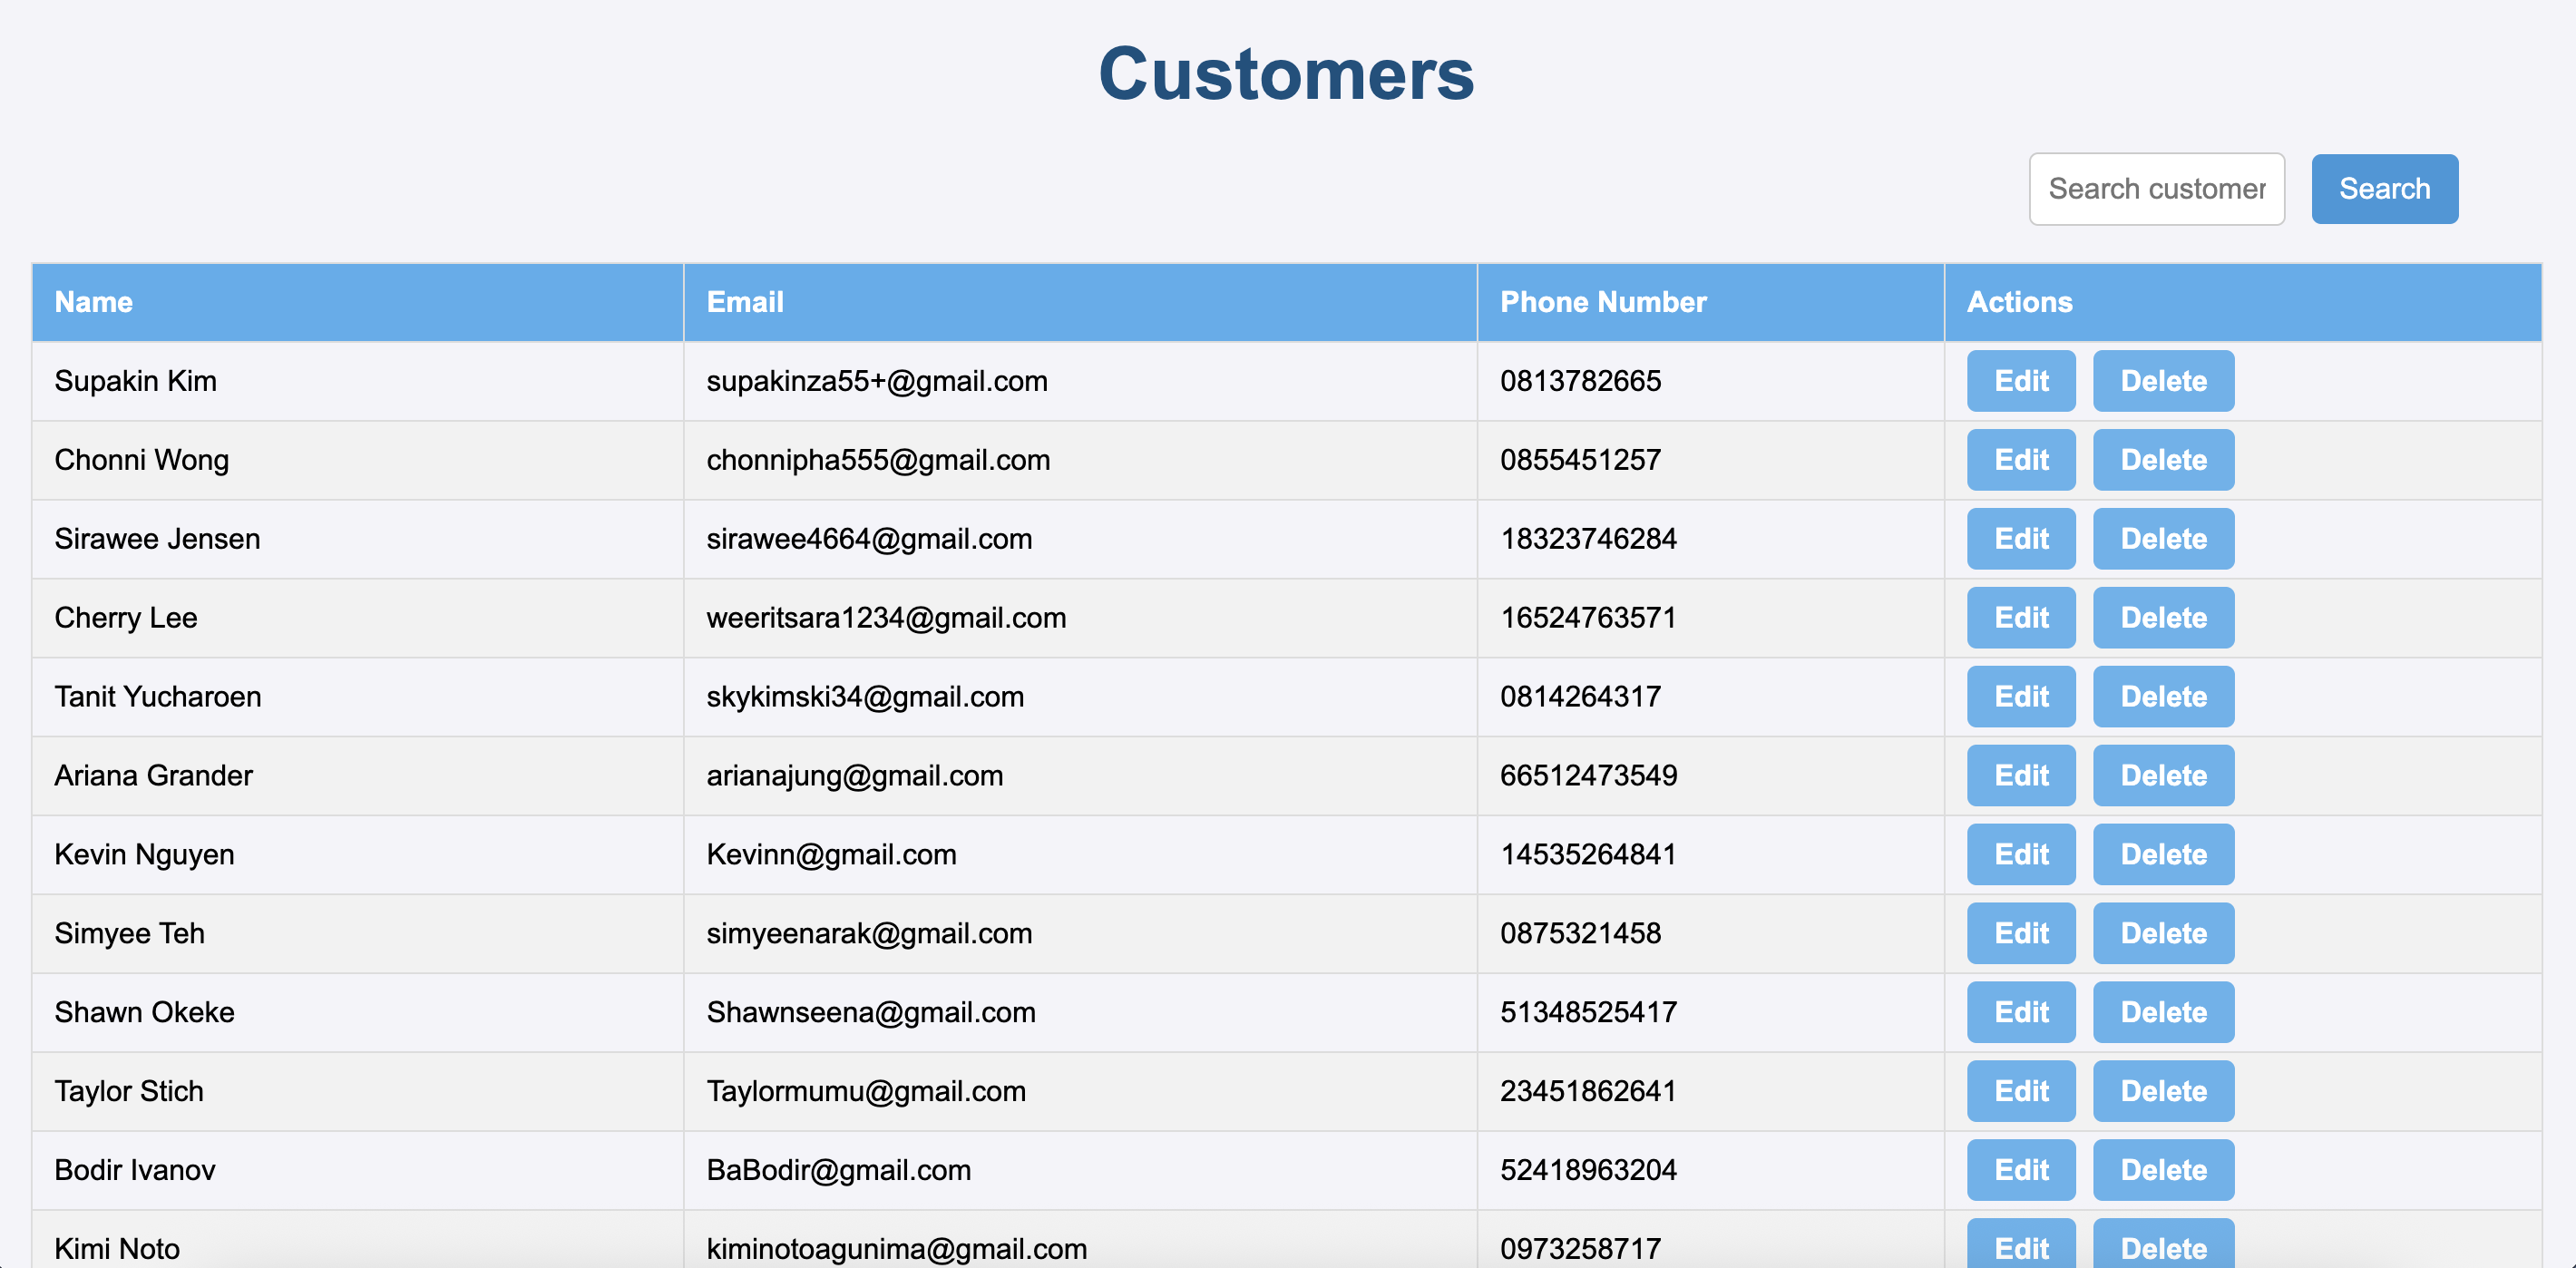 Customers
Search customer
Search
Name Email Phone Number Actions
Supakin Kim supakinza55+@gmail.com 0813782665 Edit Delete
Chonni Wong chonnipha555@gmail.com 0855451257 Edit Delete
Sirawee Jensen sirawee4664@gmail.com 18323746284 Edit Delete
Cherry Lee weeritsara1234@gmail.com 16524763571 Edit Delete
Tanit Yucharoen skykimski34@gmail.com 0814264317 Edit Delete
Ariana Grander arianajung@gmail.com 66512473549 Edit Delete
Kevin Nguyen Kevinn@gmail.com 14535264841 Edit Delete
Simyee Teh simyeenarak@gmail.com 0875321458 Edit Delete
Shawn Okeke Shawnseena@gmail.com 51348525417 Edit Delete
Taylor Stich Taylormumu@gmail.com 23451862641 Edit Delete
Bodir Ivanov BaBodir@gmail.com 52418963204 Edit Delete
Kimi Noto kiminotoagunima@gmail.com 0973258717 Edit Delete